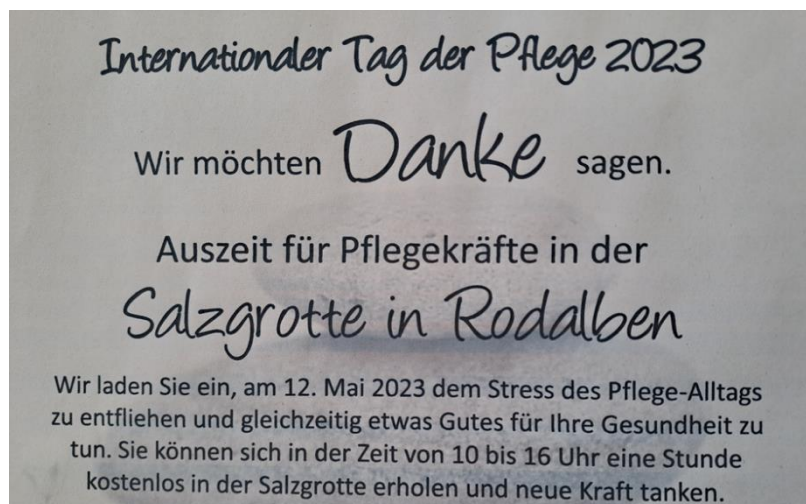 Internationaler Tag der Pflege 2023
Wir möchten Danke sagen.
Auszeit für Pflegekräfte in der
Salzgrotte in Rodalben
Wir laden Sie ein, am 12. Mai 2023 dem Stress des Pflege-Alltags
zu entfliehen und gleichzeitig etwas Gutes für Ihre Gesundheit zu
tun. Sie können sich in der Zeit von 10 bis 16 Uhr eine Stunde
kostenlos in der Salzgrotte erholen und neue Kraft tanken.